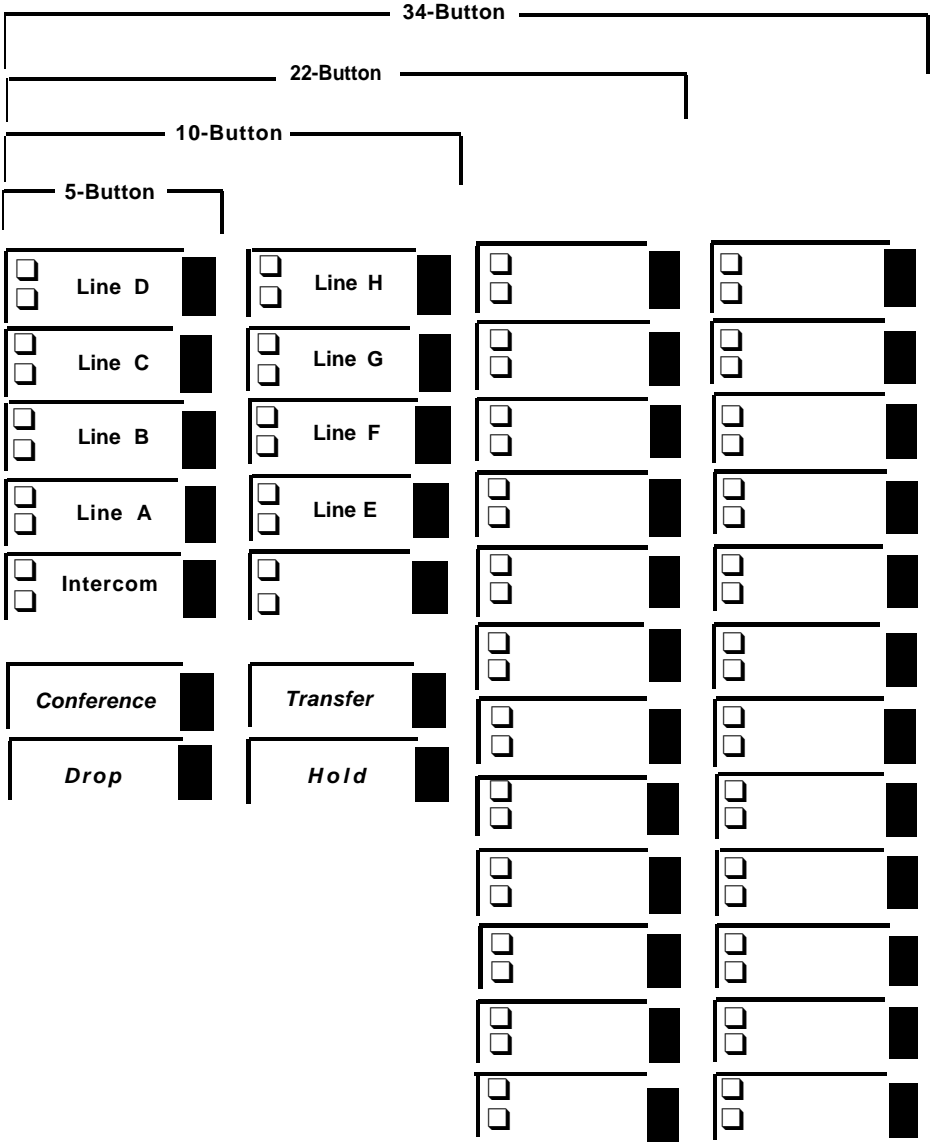 34-Button
22-Button
10-Button
5-Button
Line D Line H
Line C Line G
Line B Line F
Line A Line E
Intercom
Conference Transfer
Drop Hold